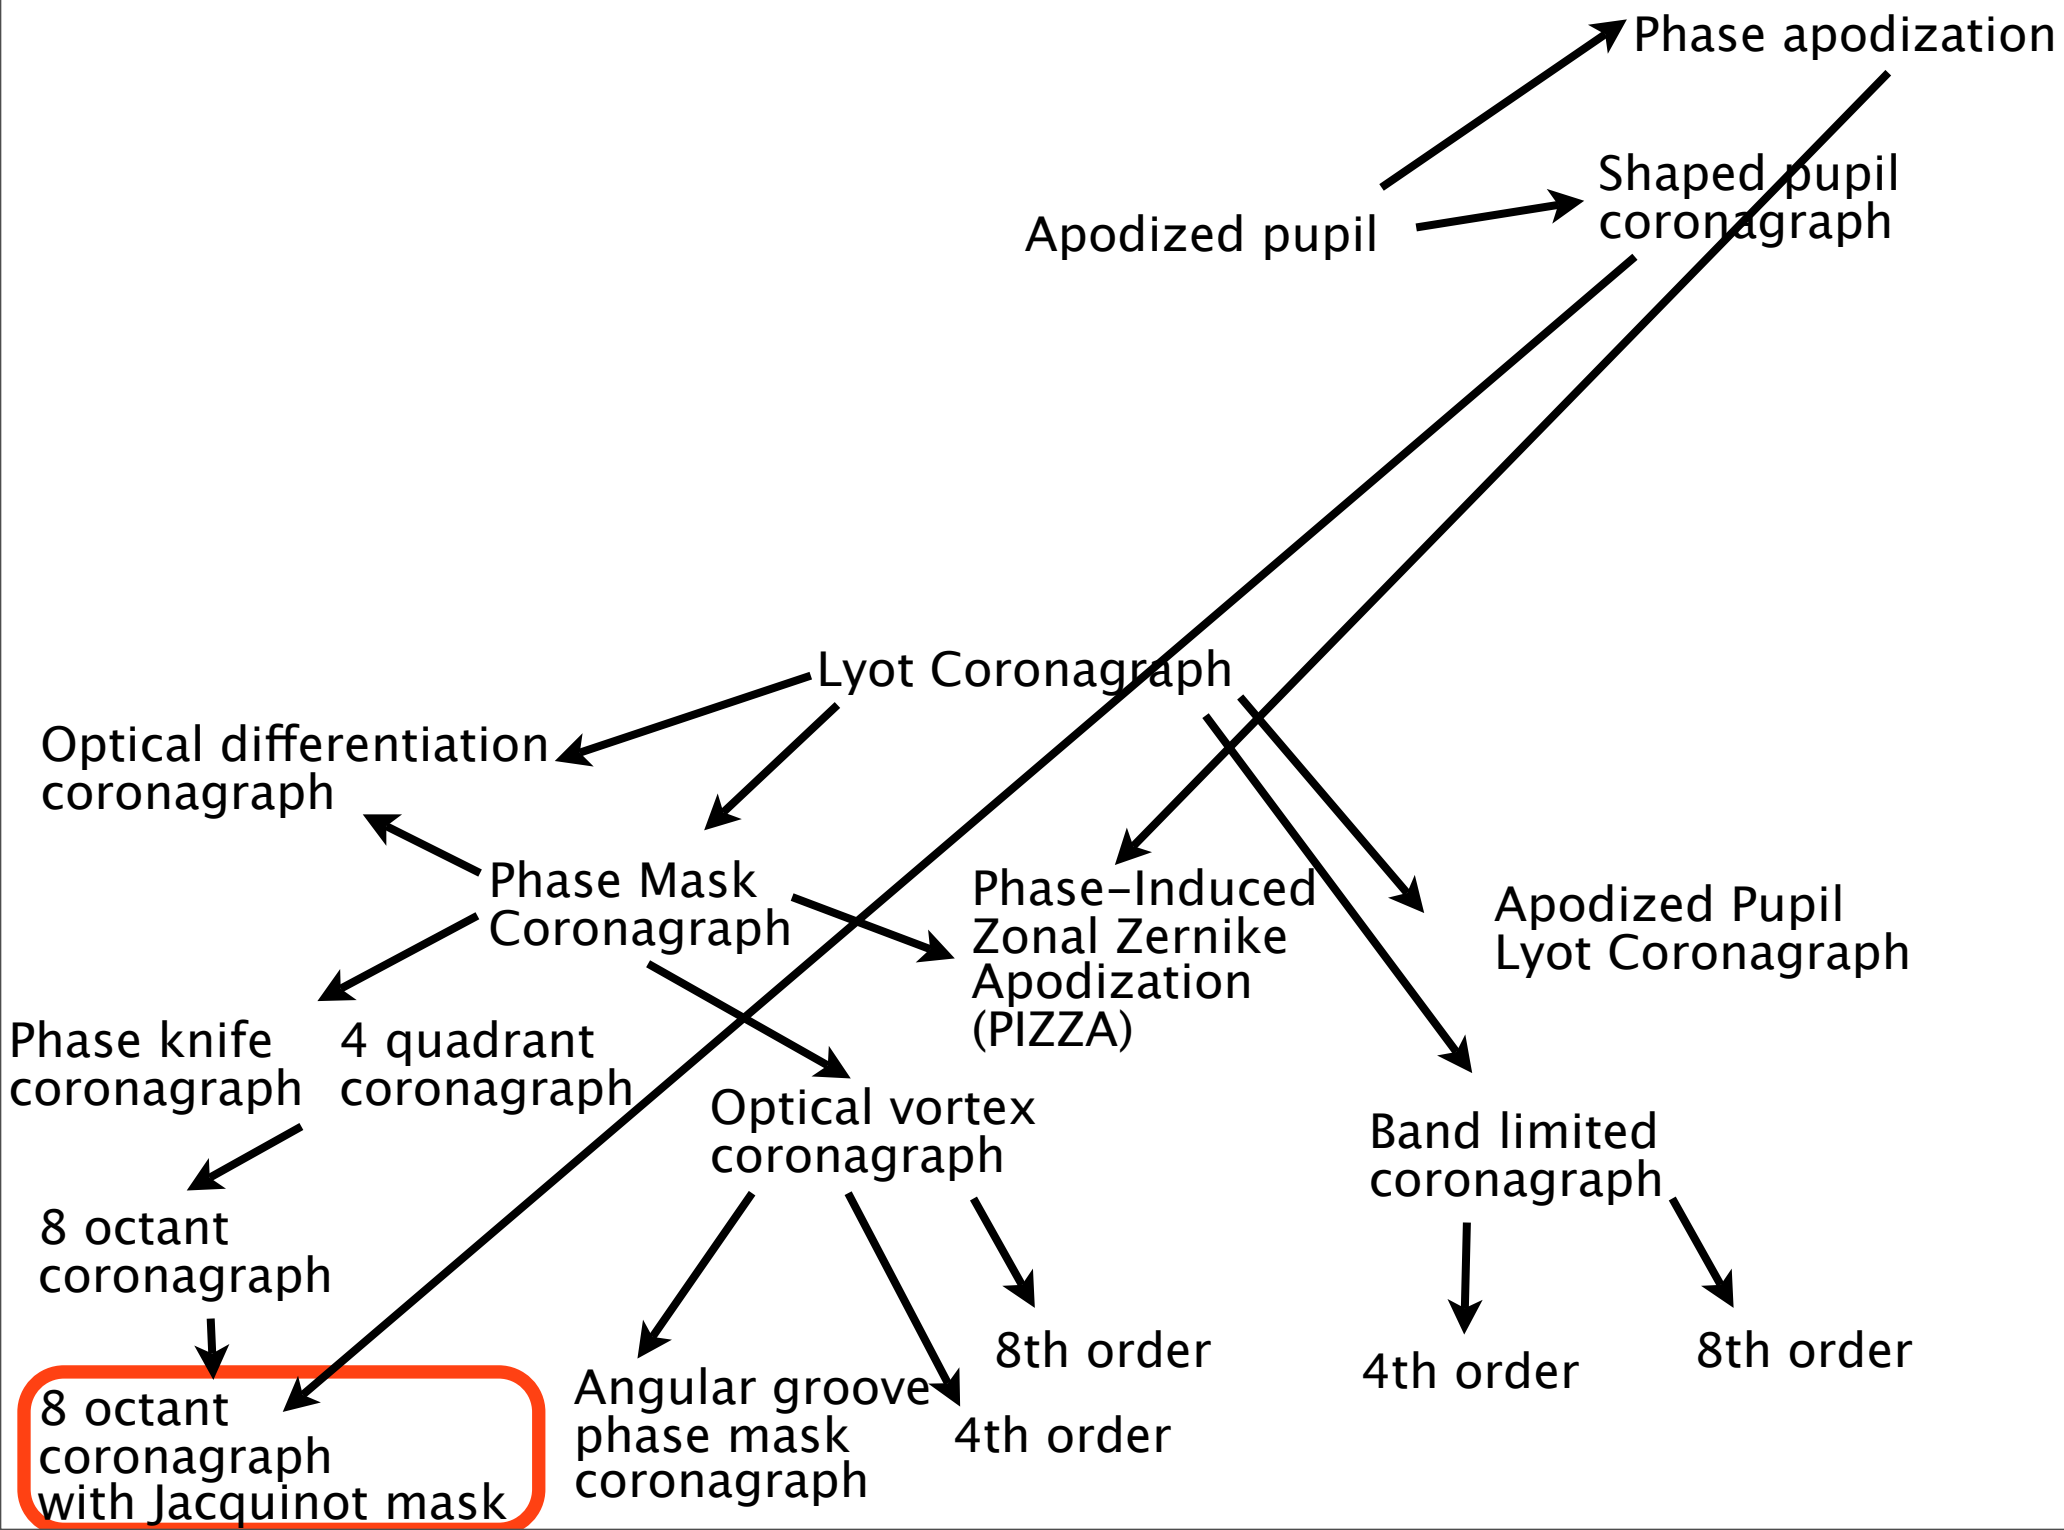 Phase apodization
Shaped pupil
coronagraph
Apodized pupil
Lyot Coronagraph
Optical differentiation
coronagraph
Phase Mask
Coronagraph
Phase-Induced
Zonal Zernike
Apodization
(PIZZA)
Apodized Pupil
Lyot Coronagraph
Phase knife
coronagraph
4 quadrant
coronagraph
Optical vortex
coronagraph
Band limited
coronagraph
8 octant
coronagraph
8th order
4th order
8th order
8 octant
coronagraph
with Jacquinot mask
Angular groove
phase mask
coronagraph
4th order